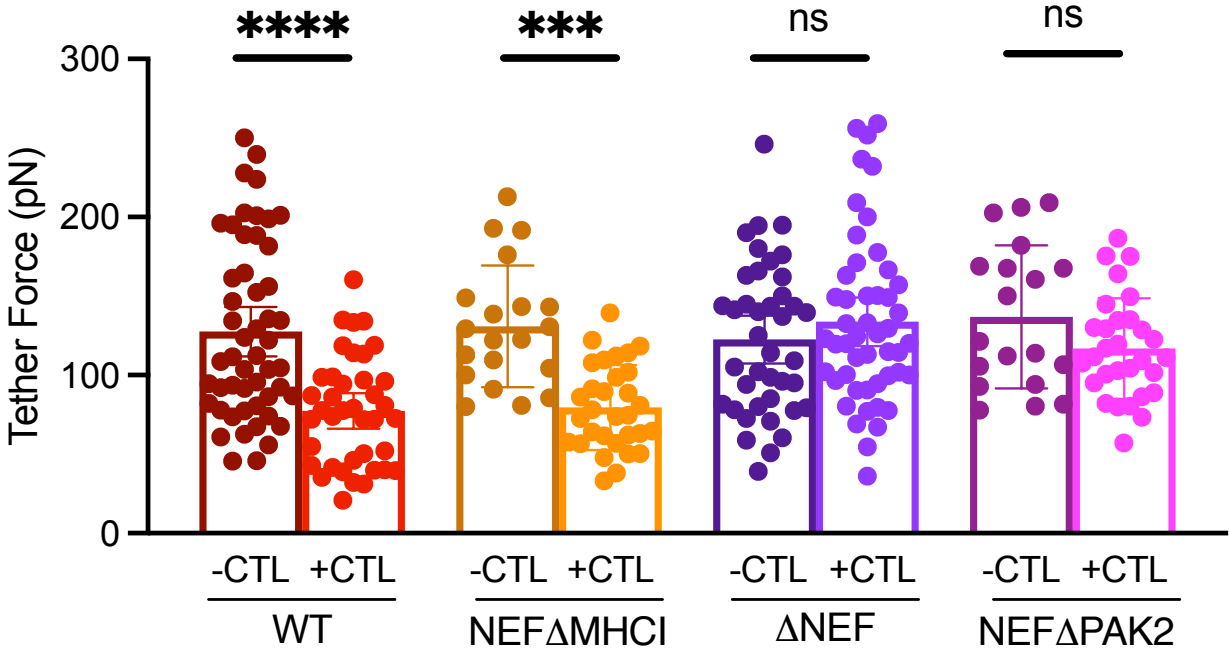 **** *** ns ns
300
200
100
0
Tether Force (pN)
-CTL +CTL -CTL +CTL -CTL +CTL -CTL +CTL
WT NEFΔMHCI ΔNEF NEFΔPAK2